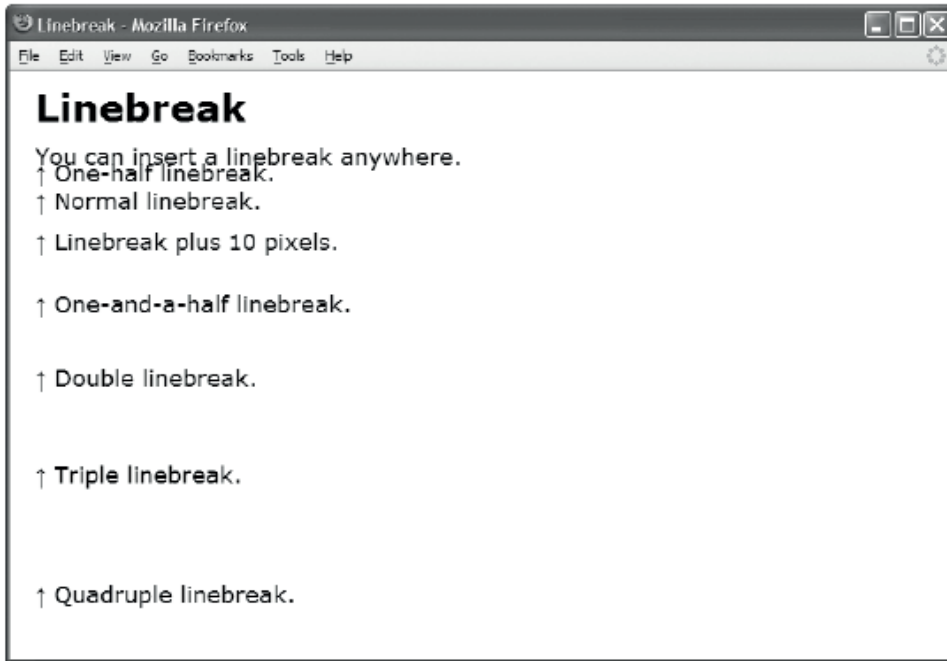 Linebreak - Mozilla Firefox
File Edit View Go Bookmarks Tools Help
Linebreak
You can insert a linebreak anywhere.
↑ One-half linebreak.
↑ Normal linebreak.
↑ Linebreak plus 10 pixels.
↑ One-and-a-half linebreak.
↑ Double linebreak.
↑ Triple linebreak.
↑ Quadruple linebreak.